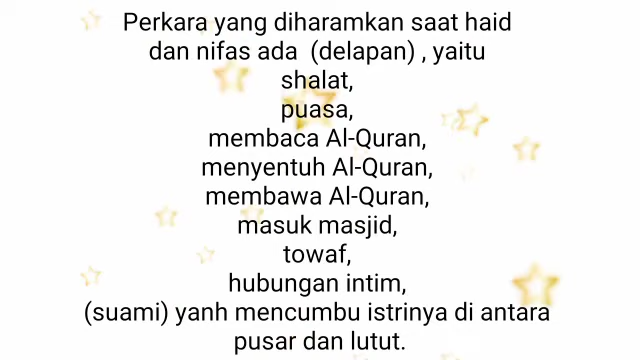 Perkara yang diharamkan saat haid
dan nifas ada  (delapan) , yaitu
shalat,
puasa,
membaca Al-Quran,
menyentuh Al-Quran,
membawa Al-Quran,
masuk masjid,
towaf,
hubungan intim,
(suami) yanh mencumbu istrinya di antara
pusar dan lutut.